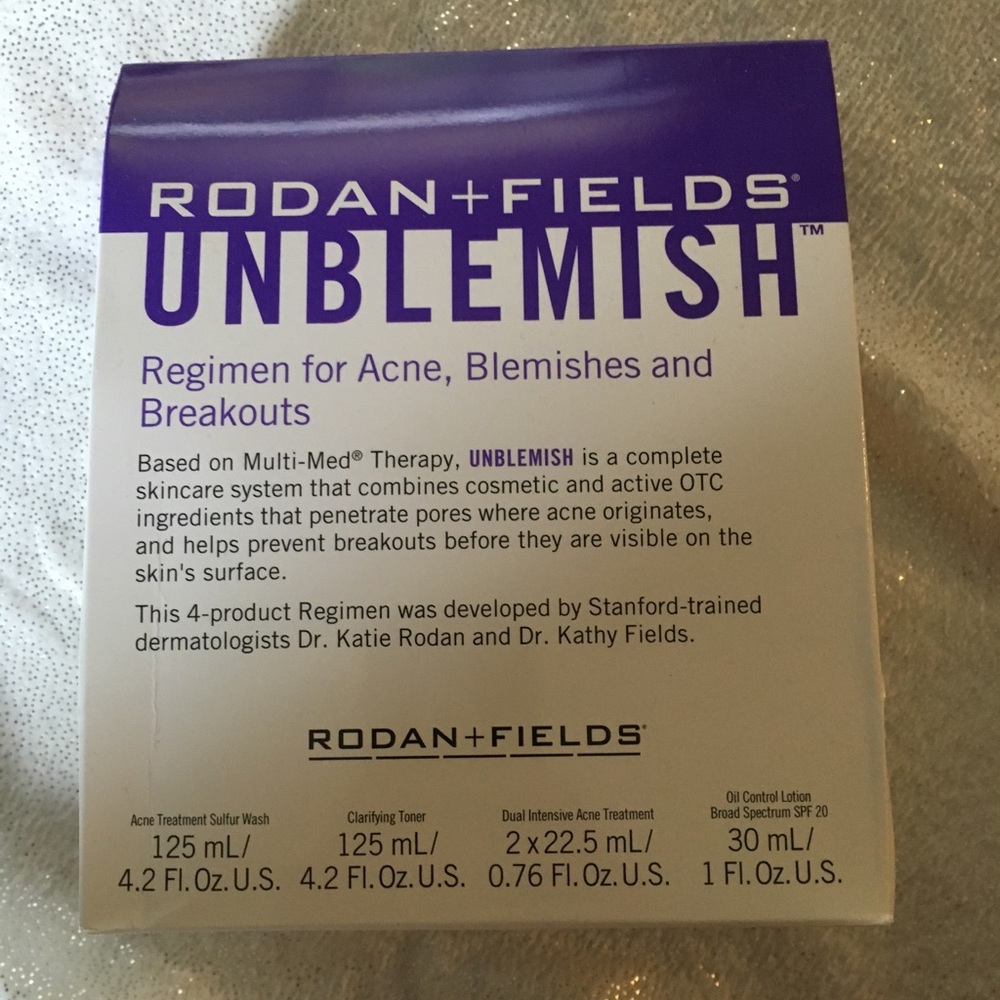 RODAN+FIELDS®
UNBLEMISH™
Regimen for Acne, Blemishes and
Breakouts
Based on Multi-Med® Therapy, UNBLEMISH is a complete
skincare system that combines cosmetic and active OTC
ingredients that penetrate pores where acne originates,
and helps prevent breakouts before they are visible on the
skin's surface.
This 4-product Regimen was developed by Stanford-trained
dermatologists Dr. Katie Rodan and Dr. Kathy Fields.
RODAN+FIELDS®
Acne Treatment Sulfur Wash
125 mL/
4.2 Fl. Oz. U.S.
Clarifying Toner
125 mL/
4.2 Fl. Oz. U.S.
Dual Intensive Acne Treatment
2 x 22.5 mL/
0.76 Fl. Oz. U.S.
Oil Control Lotion
Broad Spectrum SPF 20
30 mL/
1 Fl. Oz. U.S.